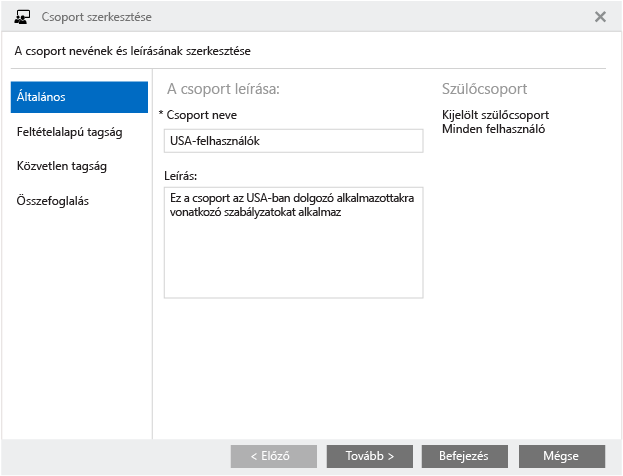 Csoport szerkesztése
A csoport nevének és leírásának szerkesztése
Általános
Feltételalapú tagság
Közvetlen tagság
Összefoglalás
A csoport leírása:
* Csoport neve
USA-felhasználók
Leírás:
Ez a csoport az USA-ban dolgozó alkalmazottakra
vonatkozó szabályzatokat alkalmaz
Szülőcsoport
Kijelölt szülőcsoport
Minden felhasználó
< Előző
Tovább >
Befejezés
Mégse